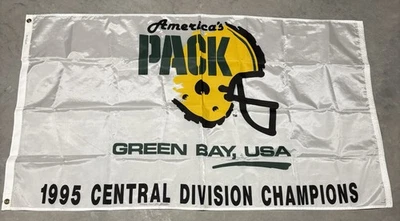 America's
PACK
GREEN BAY, USA
1995 CENTRAL DIVISION CHAMPIONS